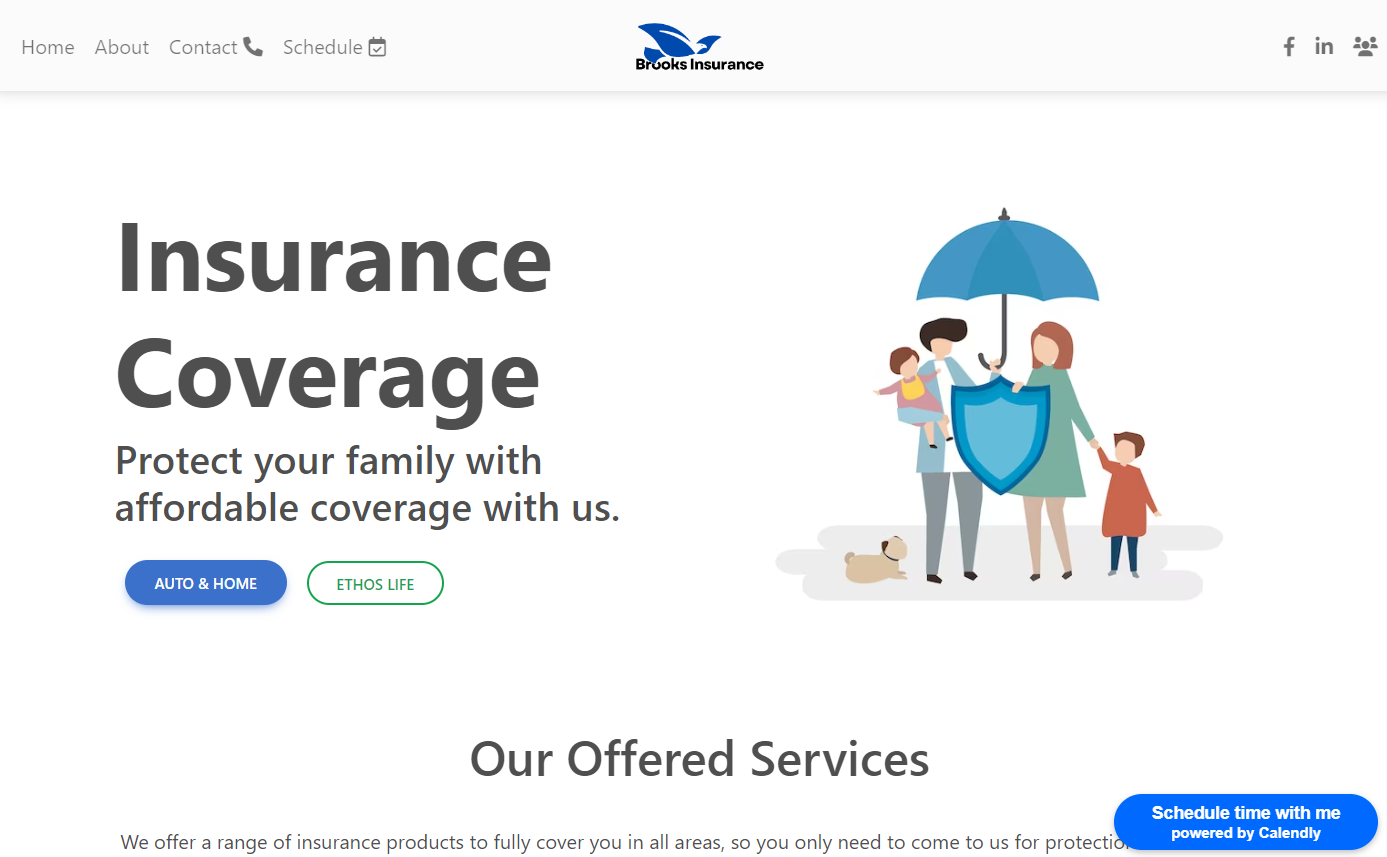 Home About Contact Schedule
Brooks Insurance
Insurance
Coverage
Protect your family with
affordable coverage with us.
AUTO & HOME ETHOS LIFE
Our Offered Services
We offer a range of insurance products to fully cover you in all areas, so you only need to come to us for
Schedule time with me
powered by Calendly